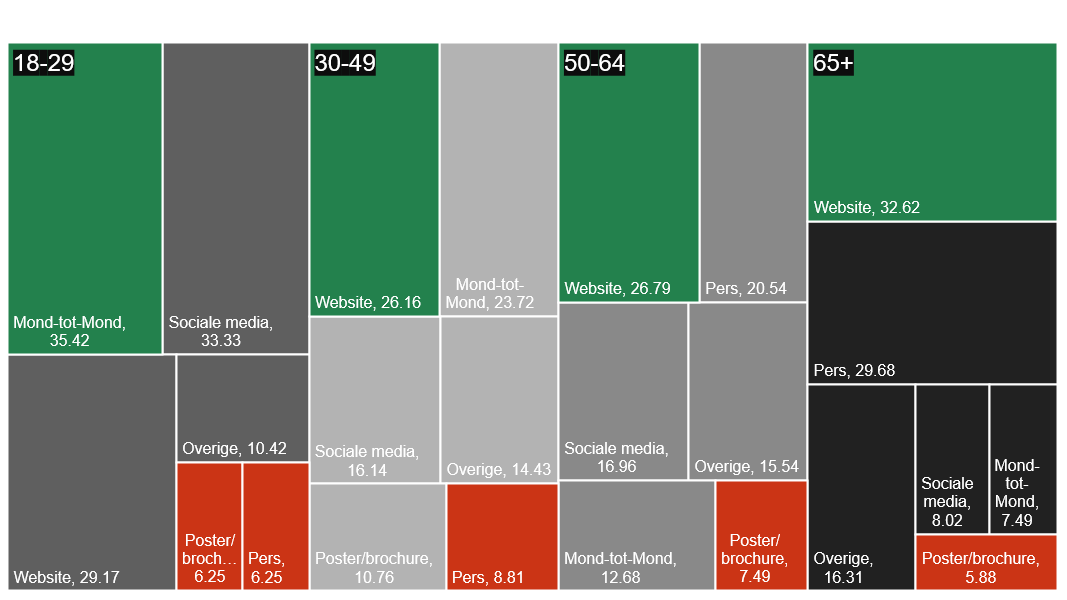 18-29
Mond-tot-Mond,
35.42
Sociale media,
33.33
Website, 29.17
Overige, 10.42
Poster/
broch...
6.25
Pers,
6.25
30-49
Website, 26.16
Mond-tot-
Mond, 23.72
Sociale media,
16.14
Overige, 14.43
Poster/brochure,
10.76
Pers, 8.81
50-64
Website, 26.79
Pers, 20.54
Sociale media,
16.96
Overige, 15.54
Mond-tot-Mond,
12.68
Poster/
brochure,
7.49
65+
Website, 32.62
Pers, 29.68
Overige,
16.31
Sociale
media,
8.02
Mond-
tot-
Mond,
7.49
Poster/brochure,
5.88